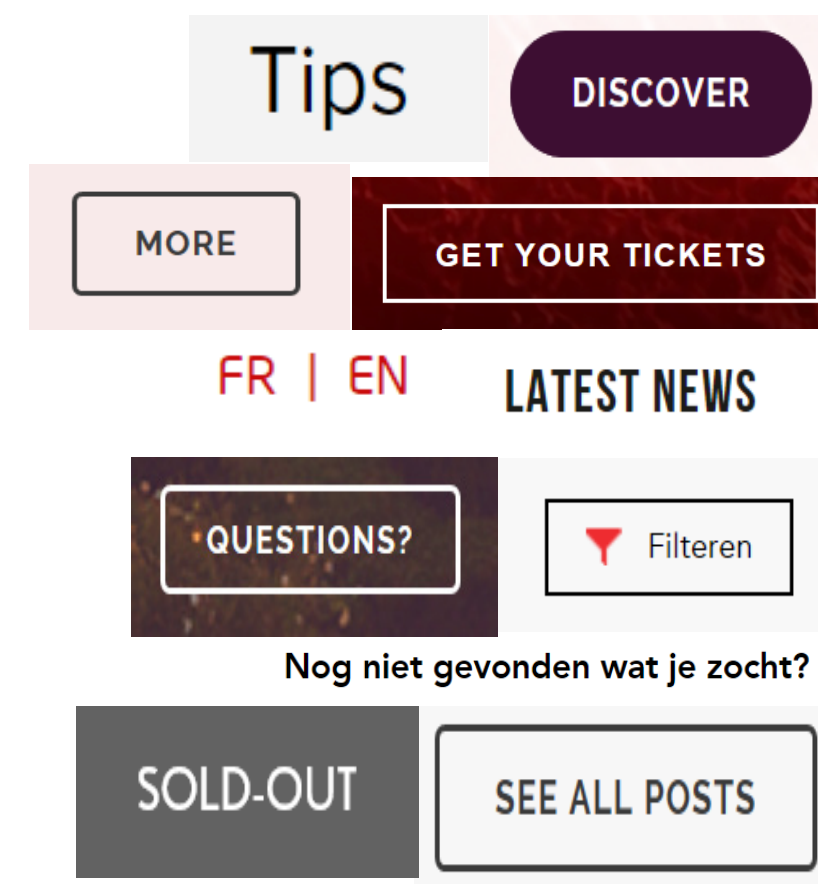 Tips
DISCOVER
MORE
GET YOUR TICKETS
FR | EN
LATEST NEWS
QUESTIONS?
Filteren
Nog niet gevonden wat je zocht?
SOLD-OUT
SEE ALL POSTS